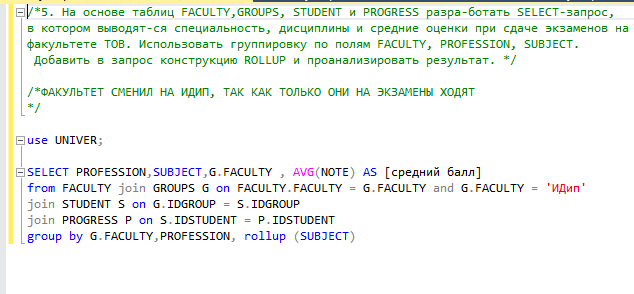 /*5. На основе таблиц FACULTY,GROUPS, STUDENT и PROGRESS разра-ботать SELECT-запрос,
в котором выводят-ся специальность, дисциплины и средние оценки при сдаче экзаменов на
факультете ТОВ. Использовать группировку по полям FACULTY, PROFESSION, SUBJECT.
Добавить в запрос конструкцию ROLLUP и проанализировать результат. */
/*ФАКУЛЬТЕТ СМЕНИЛ НА ИДИП, ТАК КАК ТОЛЬКО ОНИ НА ЭКЗАМЕНЫ ХОДЯТ
*/
use UNIVER;
SELECT PROFESSION,SUBJECT,G.FACULTY , AVG(NOTE) AS [средний балл]
from FACULTY join GROUPS G on FACULTY.FACULTY = G.FACULTY and G.FACULTY = 'ИДип'
join STUDENT S on G.IDGROUP = S.IDGROUP
join PROGRESS P on S.IDSTUDENT = P.IDSTUDENT
group by G.FACULTY,PROFESSION, rollup (SUBJECT)